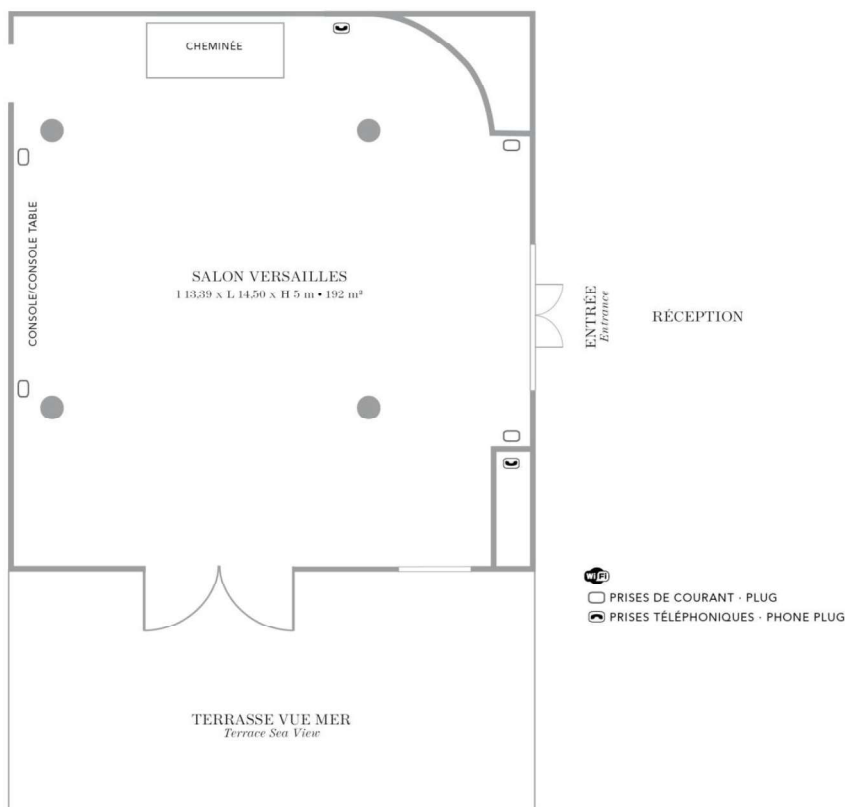 CHEMINÉE
CONSOLE/CONSOLE TABLE
SALON VERSAILLES
l 13,39 x L 14,50 x H 5 m • 192 m²
ENTRÉE
Entrance
RÉCEPTION
WiFi
PRISES DE COURANT · PLUG
PRISES TÉLÉPHONIQUES · PHONE PLUG
TERRASSE VUE MER
Terrace Sea View